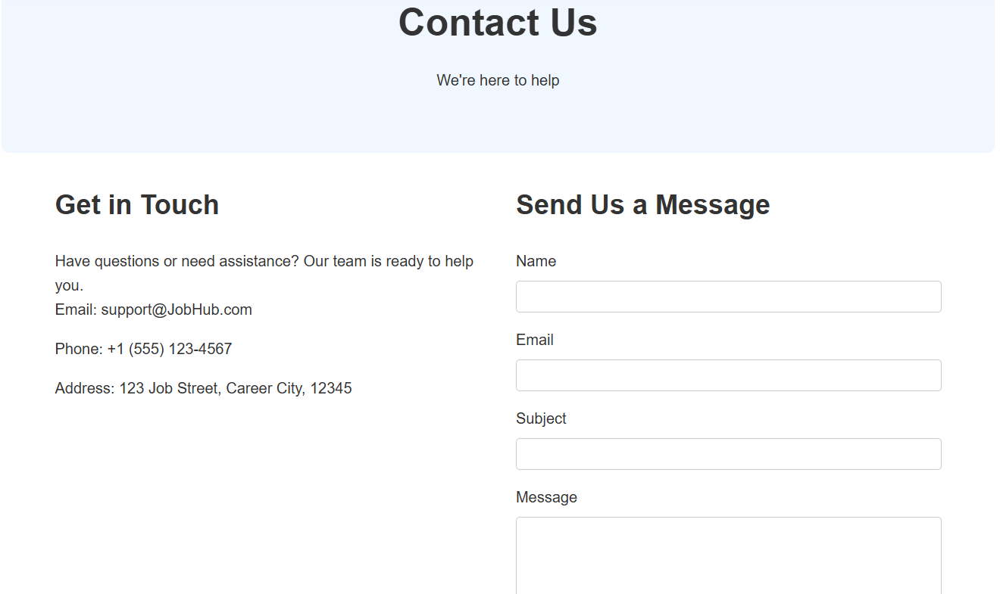 Contact Us
We're here to help
Get in Touch
Have questions or need assistance? Our team is ready to help
you.
Email: support@JobHub.com
Phone: +1 (555) 123-4567
Address: 123 Job Street, Career City, 12345
Send Us a Message
Name
Email
Subject
Message